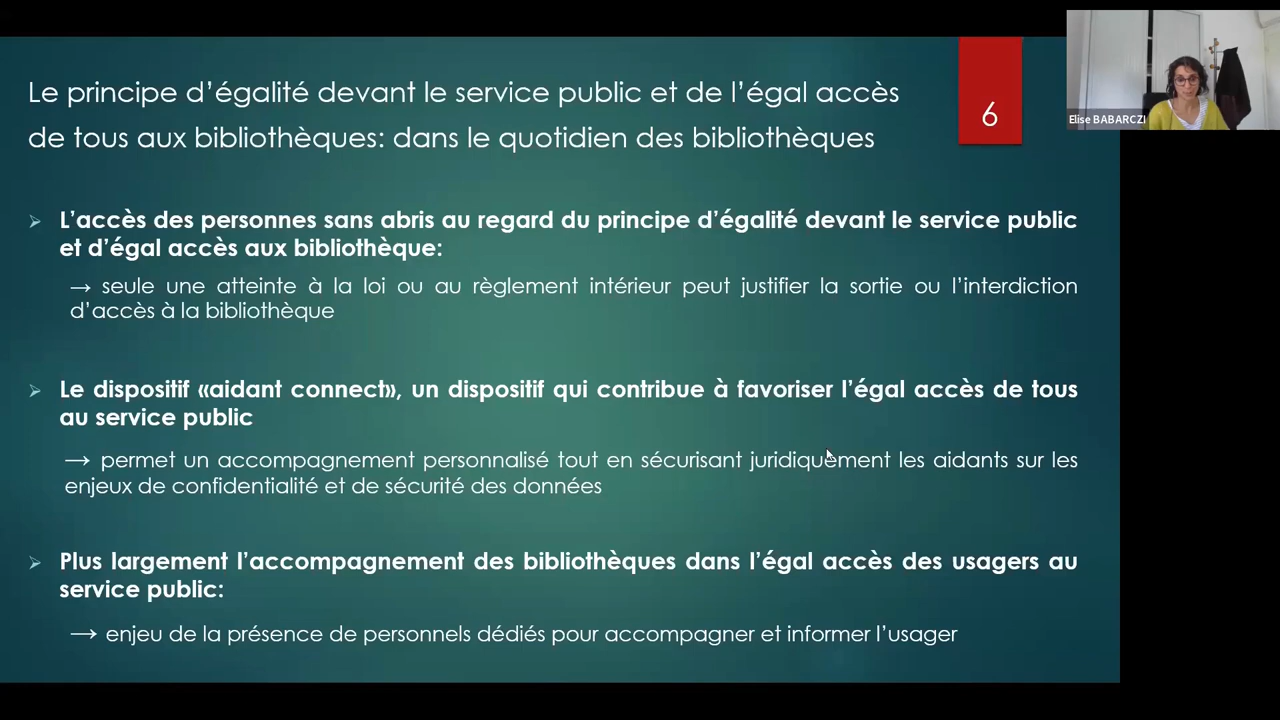 Le principe d’égalité devant le service public et de l’égal accès
de tous aux bibliothèques: dans le quotidien des bibliothèques
6
Elise BABARCZI
➢ L’accès des personnes sans abris au regard du principe d’égalité devant le service public
et d’égal accès aux bibliothèque:
→ seule une atteinte à la loi ou au règlement intérieur peut justifier la sortie ou l’interdiction
d’accès à la bibliothèque
➢ Le dispositif «aidant connect», un dispositif qui contribue à favoriser l’égal accès de tous
au service public
→ permet un accompagnement personnalisé tout en sécurisant juridiquement les aidants sur les
enjeux de confidentialité et de sécurité des données
➢ Plus largement l’accompagnement des bibliothèques dans l’égal accès des usagers au
service public:
→ enjeu de la présence de personnels dédiés pour accompagner et informer l’usager